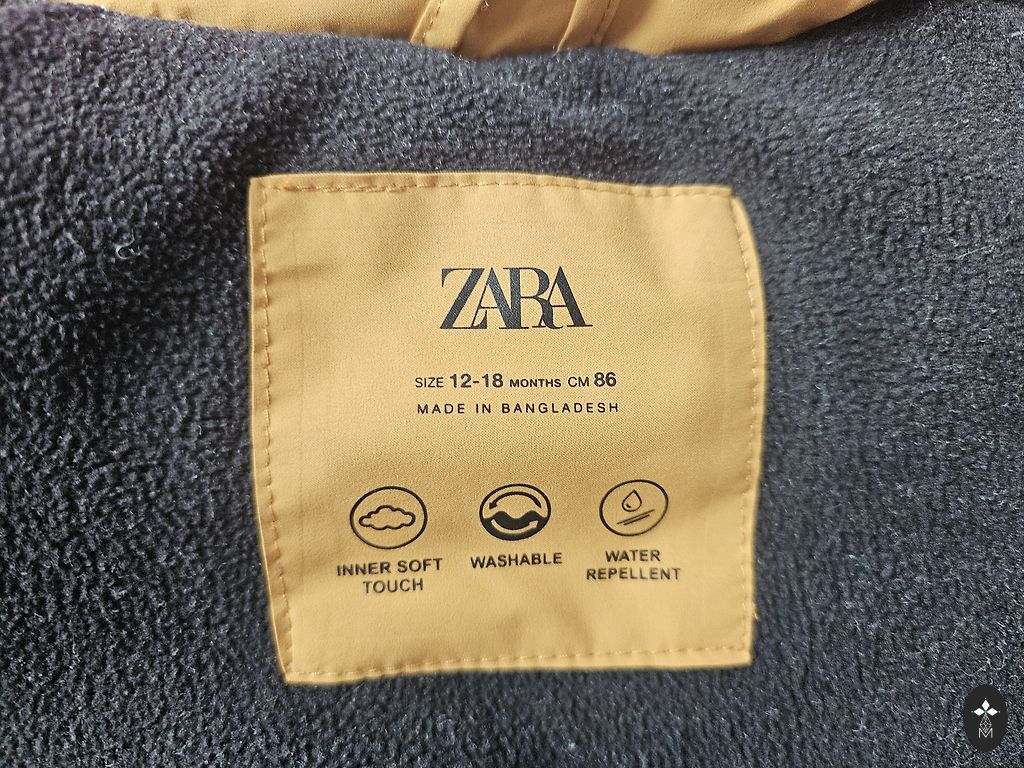 ZARA
SIZE 12-18 MONTHS CM 86
MADE IN BANGLADESH
INNER SOFT
TOUCH
WASHABLE
WATER
REPELLENT
M